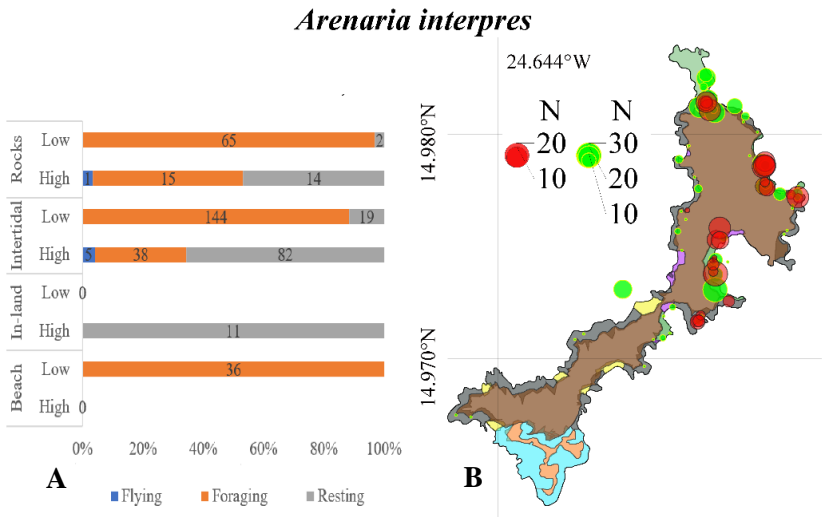 Arenaria interpres
Rocks
Low
65
2
High
1
15
14
Intertidal
Low
144
19
High
5
38
82
In-land
Low
0
High
11
Beach
Low
36
High
0
0%
20%
40%
60%
80%
100%
A
Flying
Foraging
Resting
24.644°W
N
N
20
30
10
20
10
14.980°N
14.970°N
B